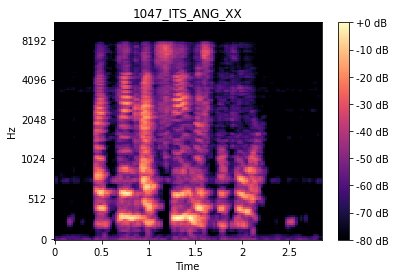 1047_ITS_ANG_XX
8192
4096
2048
1024
512
0
Hz
0
0.5
1
1.5
2
2.5
Time
+0 dB
-10 dB
-20 dB
-30 dB
-40 dB
-50 dB
-60 dB
-70 dB
-80 dB